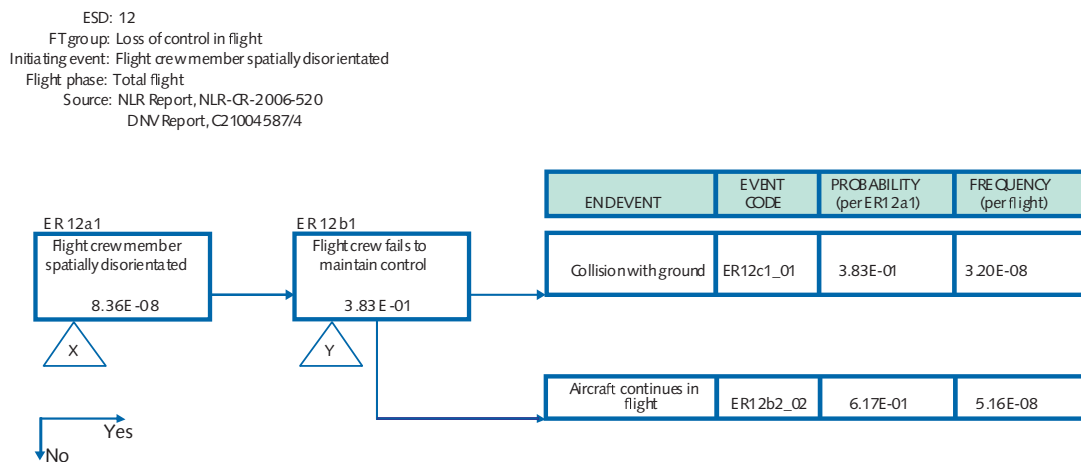 ESD: 12
FT group: Loss of control in flight
Initiating event: Flight crew member spatially disorientated
Flight phase: Total flight
Source: NLR Report, NLR-CR-2006-520
DNV Report, C21004587/4
END EVENT
EVENT CODE
PROBABILITY (per ER12a1)
FREQUENCY (per flight)
ER12a1
Flight crew member
spatially disorientated
8.36E-08
X
ER12b1
Flight crew fails to
maintain control
3.83E-01
Y
Collision with ground ER12c1_01 3.83E-01 3.20E-08
Aircraft continues in
flight
ER12b2_02 6.17E-01 5.16E-08
Yes
No